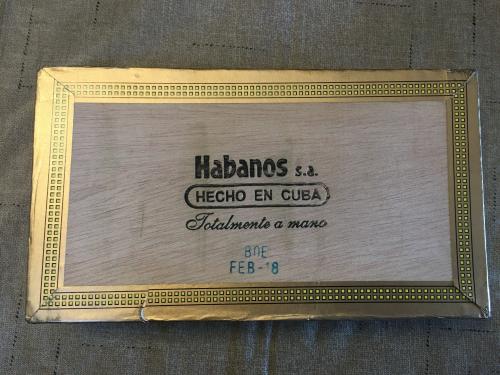 Habanos s.a.
HECHO EN CUBA
Totalmente a mano
BOE
FEB-18